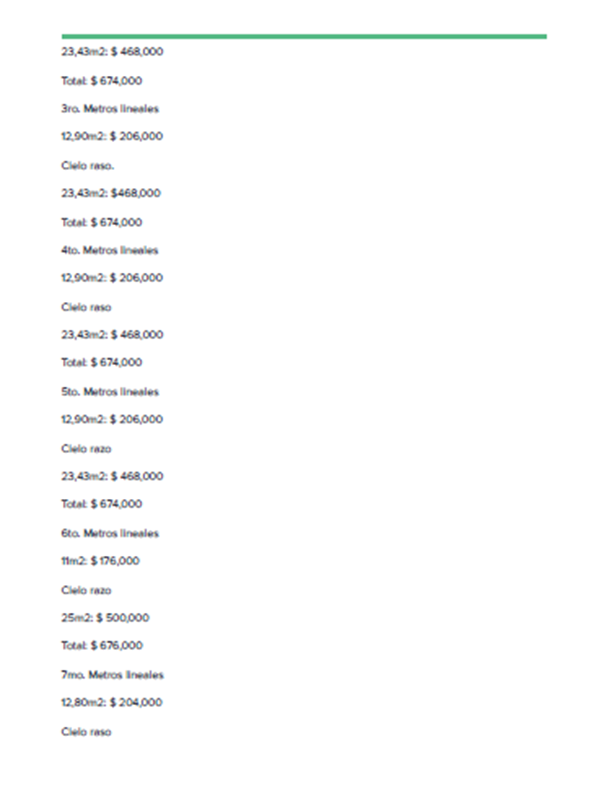 23,43m2: $ 468,000
Total: $ 674,000
3ro. Metros lineales
12,90m2: $ 206,000
Cielo raso.
23,43m2: $468,000
Total: $ 674,000
4to. Metros lineales
12,90m2: $ 206,000
Cielo raso
23,43m2: $ 468,000
Total: $ 674,000
5to. Metros lineales
12,90m2: $ 206,000
Cielo razo
23,43m2: $ 468,000
Total: $ 674,000
6to. Metros lineales
11m2: $ 176,000
Cielo razo
25m2: $ 500,000
Total: $ 676,000
7mo. Metros lineales
12,80m2: $ 204,000
Cielo raso